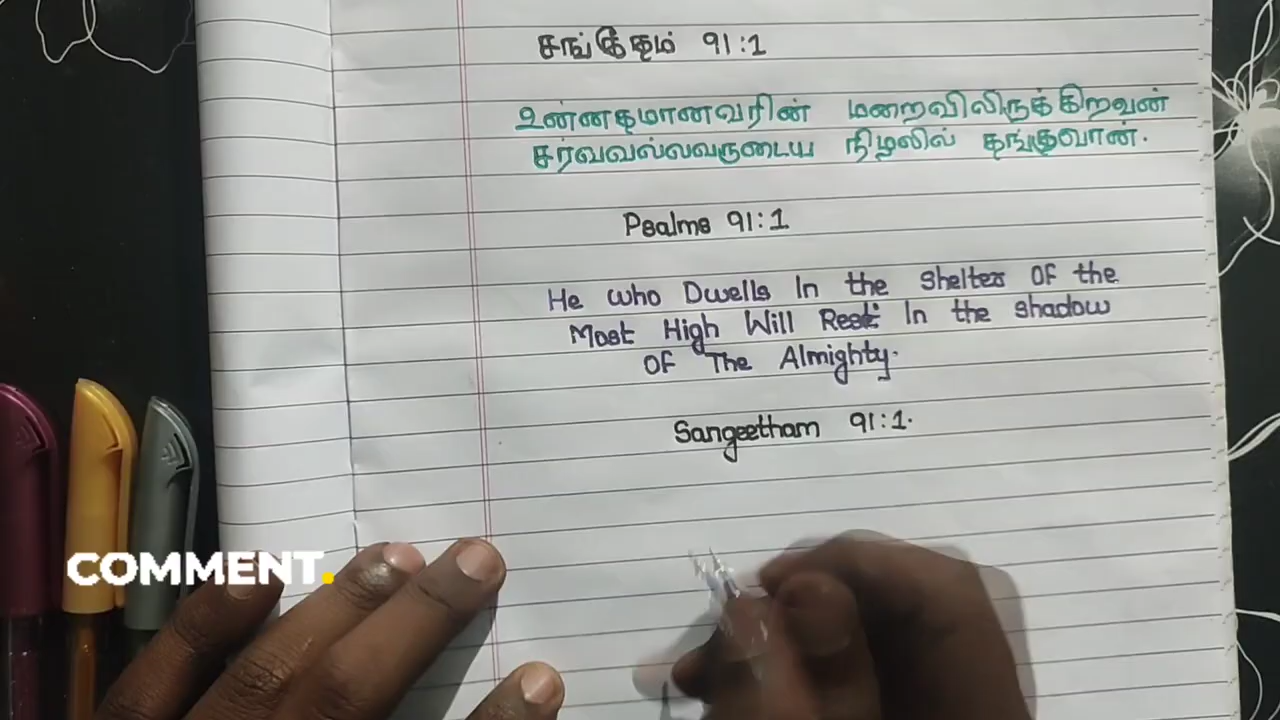 சங்கீதம் 91:1
உன்னதமானவரின் மறைவிலிருக்கிறவன்
சர்வவல்லவருடைய நிழலில் தங்குவான்.
Psalms 91:1
He who Dwells In the Shelter OF the
Most High Will Rest In the shadow
OF The Almighty.
Sangeetham 91:1.
COMMENT.